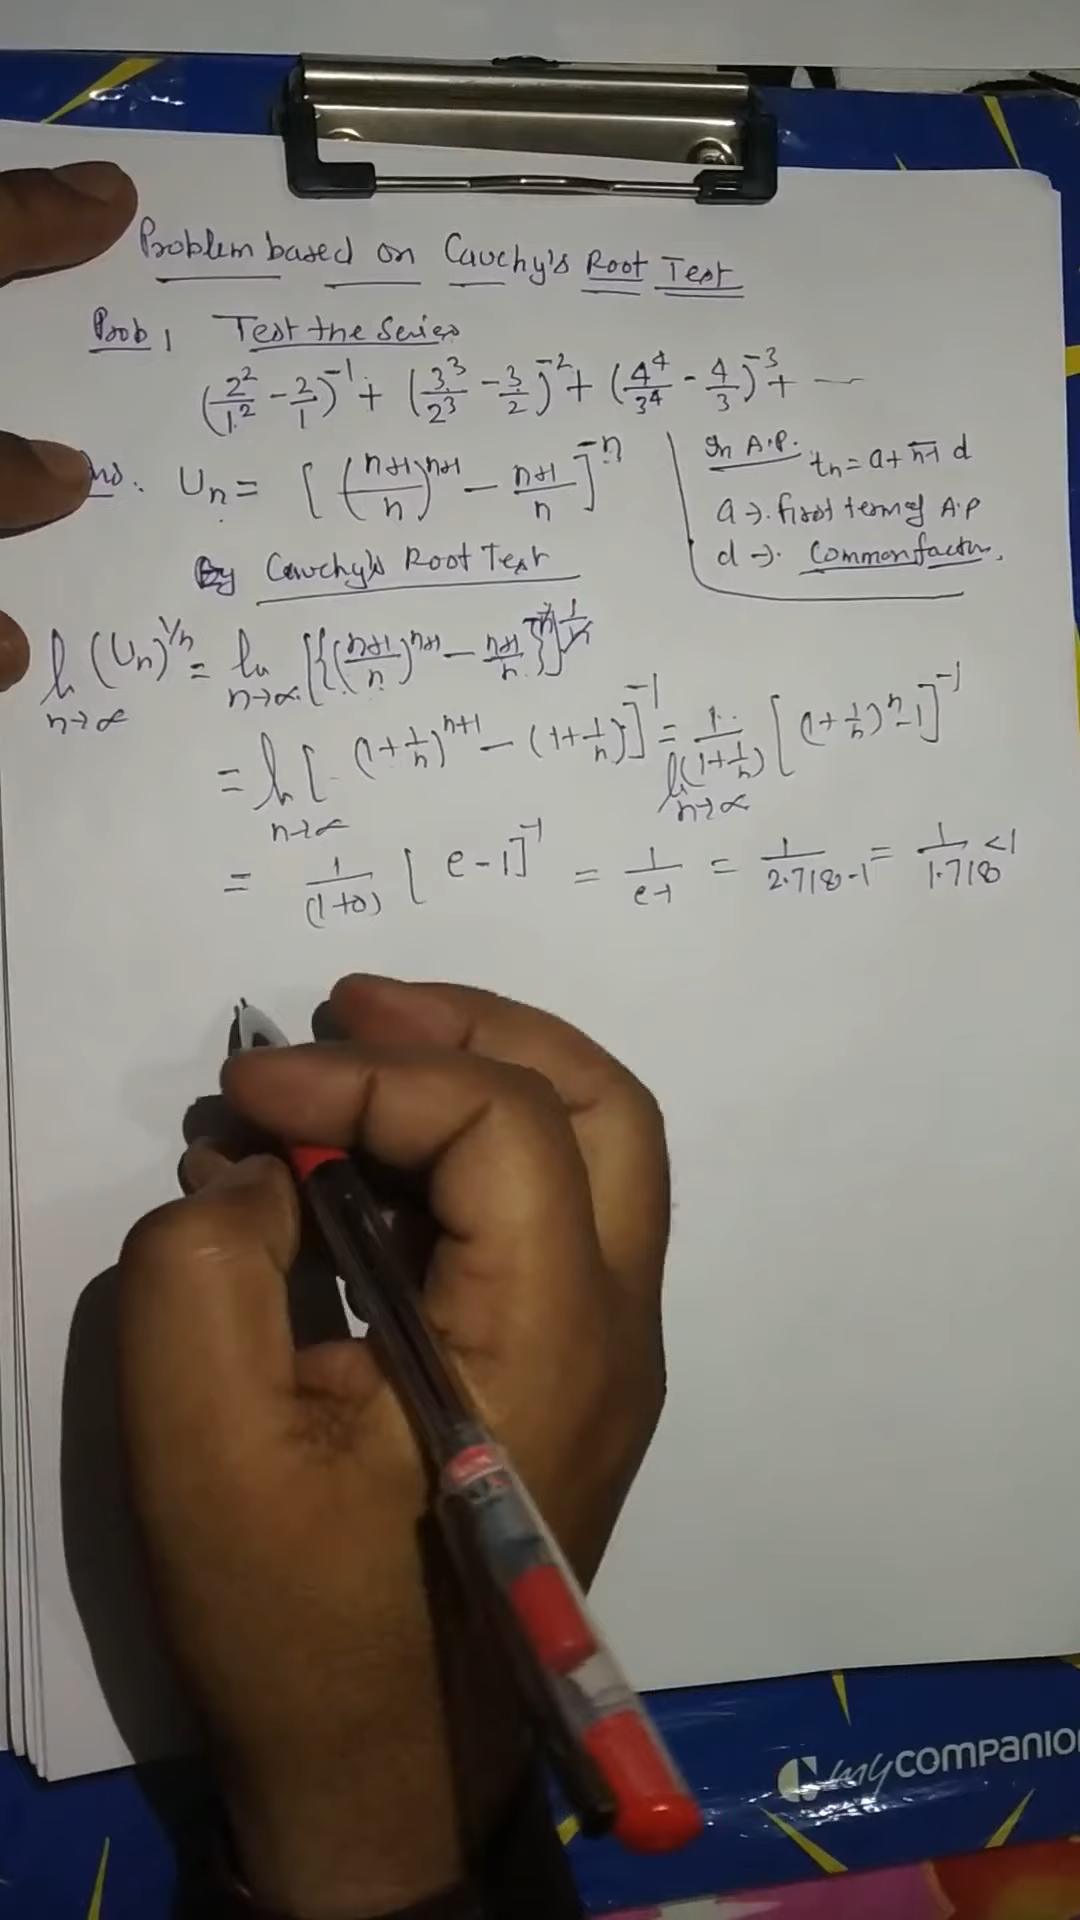 Problem based on Cauchy's Root Test
Prob 1 Test the Series
(2²/1² - 2/1)⁻¹ + (3³/2³ - 3/2)⁻² + (4⁴/3⁴ - 4/3)⁻³ + ---
Ans. Un = [((n+1)/n)ⁿ⁺¹ - (n+1)/n]⁻ⁿ
In A.P. tn = a + n-1 d
a → first term of A.P
d → Common factor.
By Cauchy's Root Test
lim n→∞ (Un)^1/n = lim n→∞ [{((n+1)/n)ⁿ⁺¹ - (n+1)/n}⁻ⁿ]^1/n
= lim n→∞ [(1+1/n)ⁿ⁺¹ - (1+1/n)]⁻¹ = lim n→∞ 1/(1+1/n) [(1+1/n)ⁿ - 1]⁻¹
= 1/(1+0) [e-1]⁻¹ = 1/(e-1) = 1/(2.718-1) = 1/1.718 < 1
mycompanio